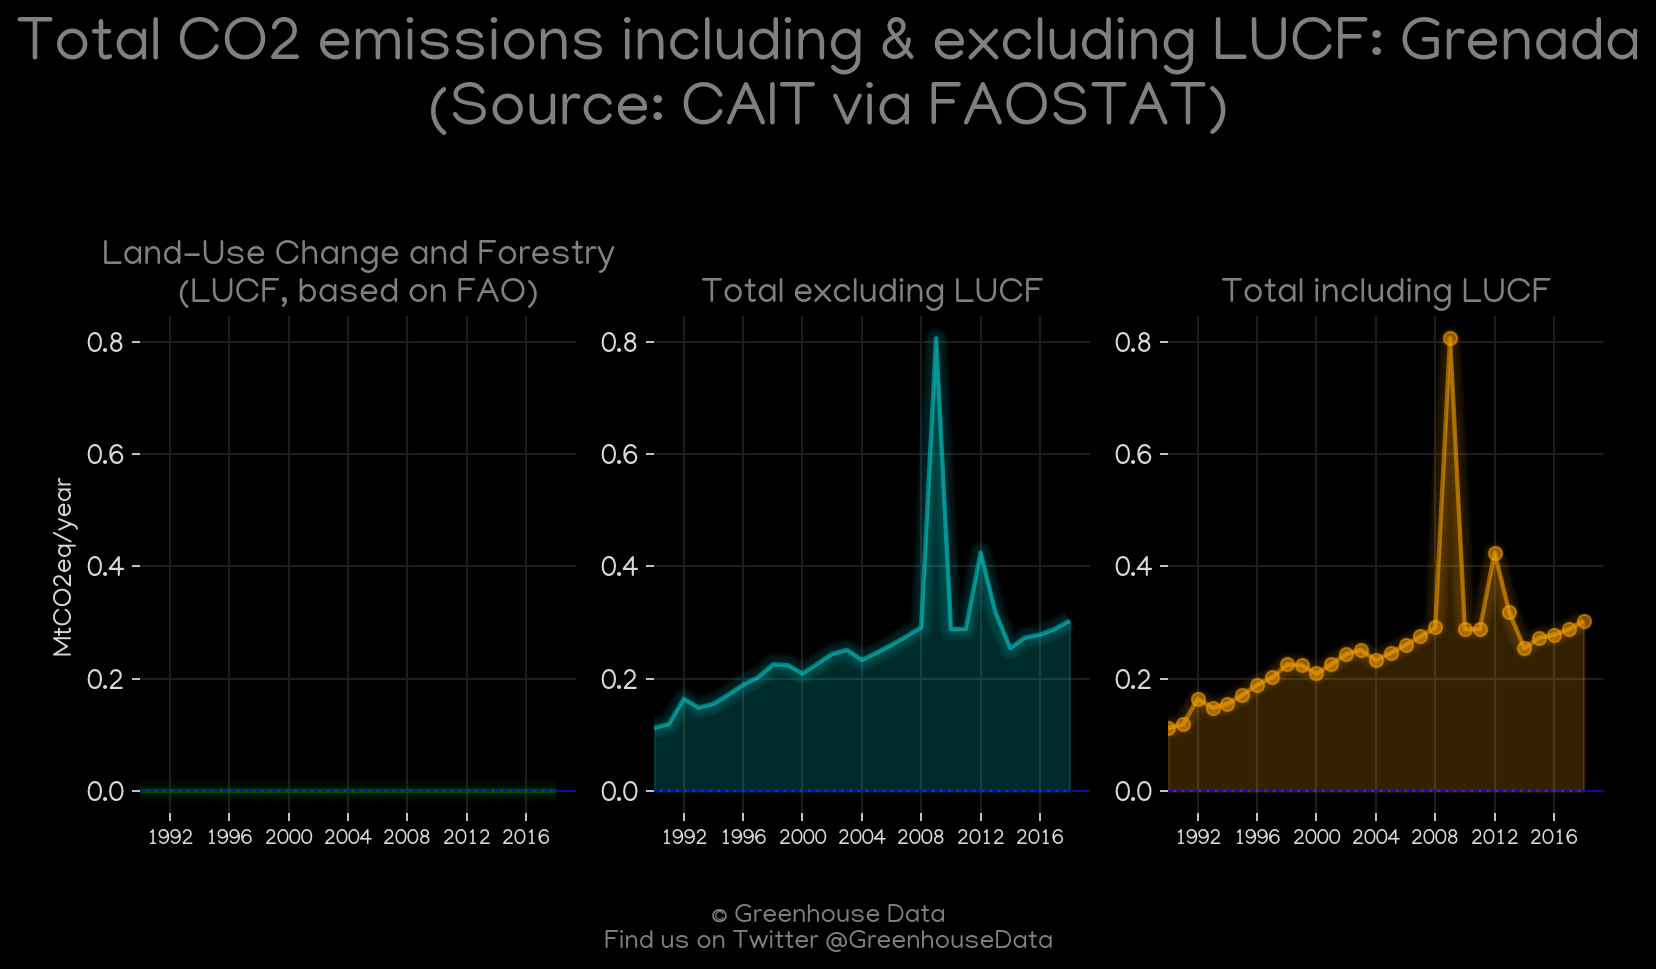 Total CO2 emissions including & excluding LUCF: Grenada
(Source: CAIT via FAOSTAT)
Land-Use Change and Forestry
(LUCF, based on FAO)
Total excluding LUCF
Total including LUCF
MtCO2eq/year
0.8
0.6
0.4
0.2
0.0
1992 1996 2000 2004 2008 2012 2016
0.8
0.6
0.4
0.2
0.0
1992 1996 2000 2004 2008 2012 2016
0.8
0.6
0.4
0.2
0.0
1992 1996 2000 2004 2008 2012 2016
© Greenhouse Data
Find us on Twitter @GreenhouseData